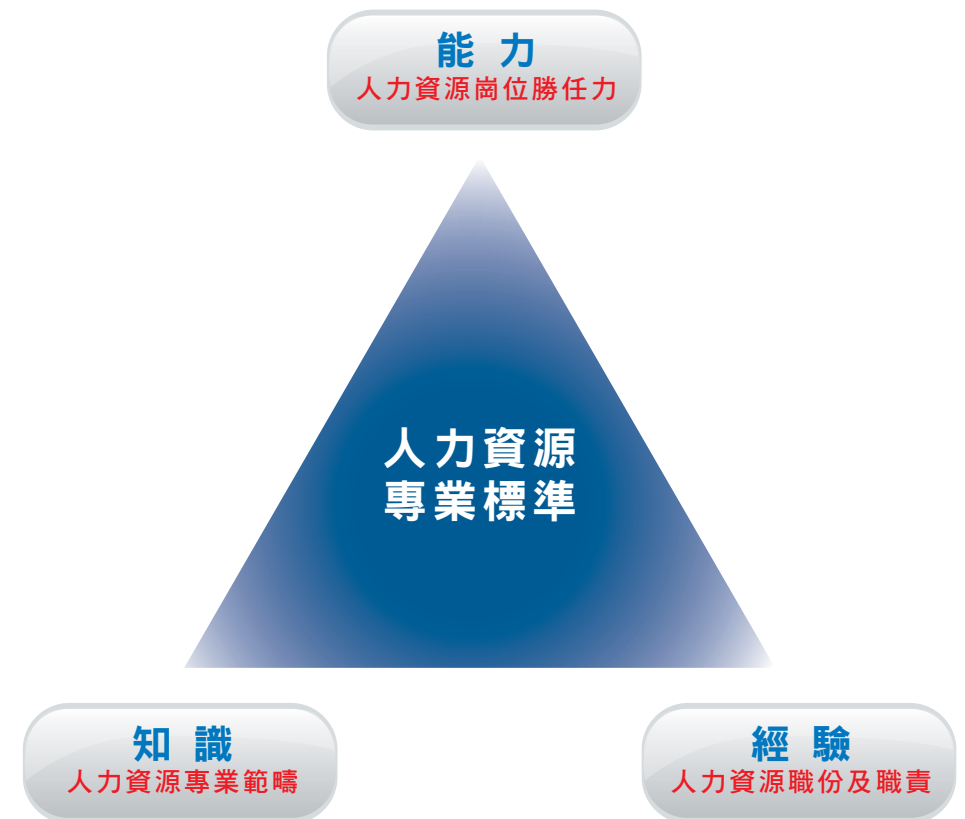 能力
人力資源崗位勝任力
人力資源
專業標準
知識
人力資源專業範疇
經驗
人力資源職份及職責